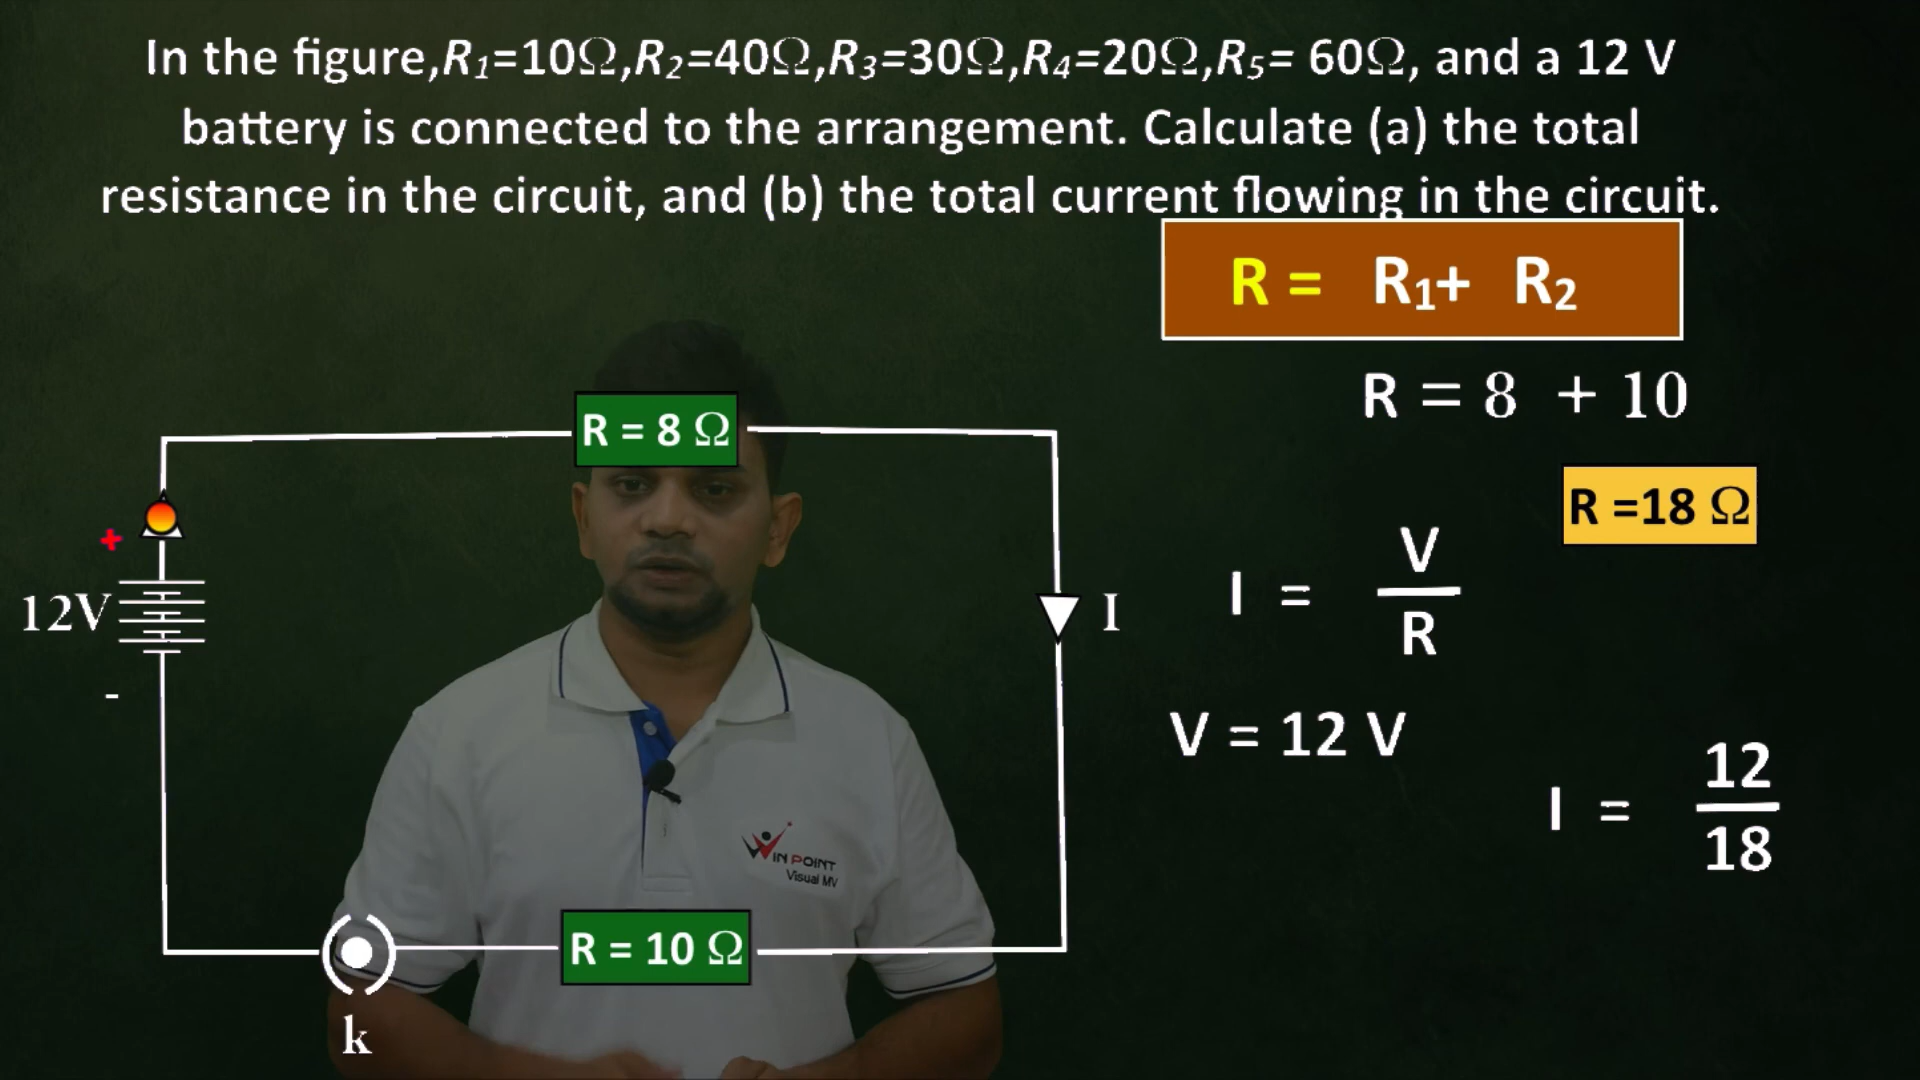 In the figure,R₁=10Ω,R₂=40Ω,R₃=30Ω,R₄=20Ω,R₅= 60Ω, and a 12 V
battery is connected to the arrangement. Calculate (a) the total
resistance in the circuit, and (b) the total current flowing in the circuit.
R = R₁+ R₂
R = 8 + 10
R = 8 Ω
R =18 Ω
+
12V
-
I
I = V/R
V = 12 V
I = 12/18
WIN POINT
Visual MV
R = 10 Ω
k